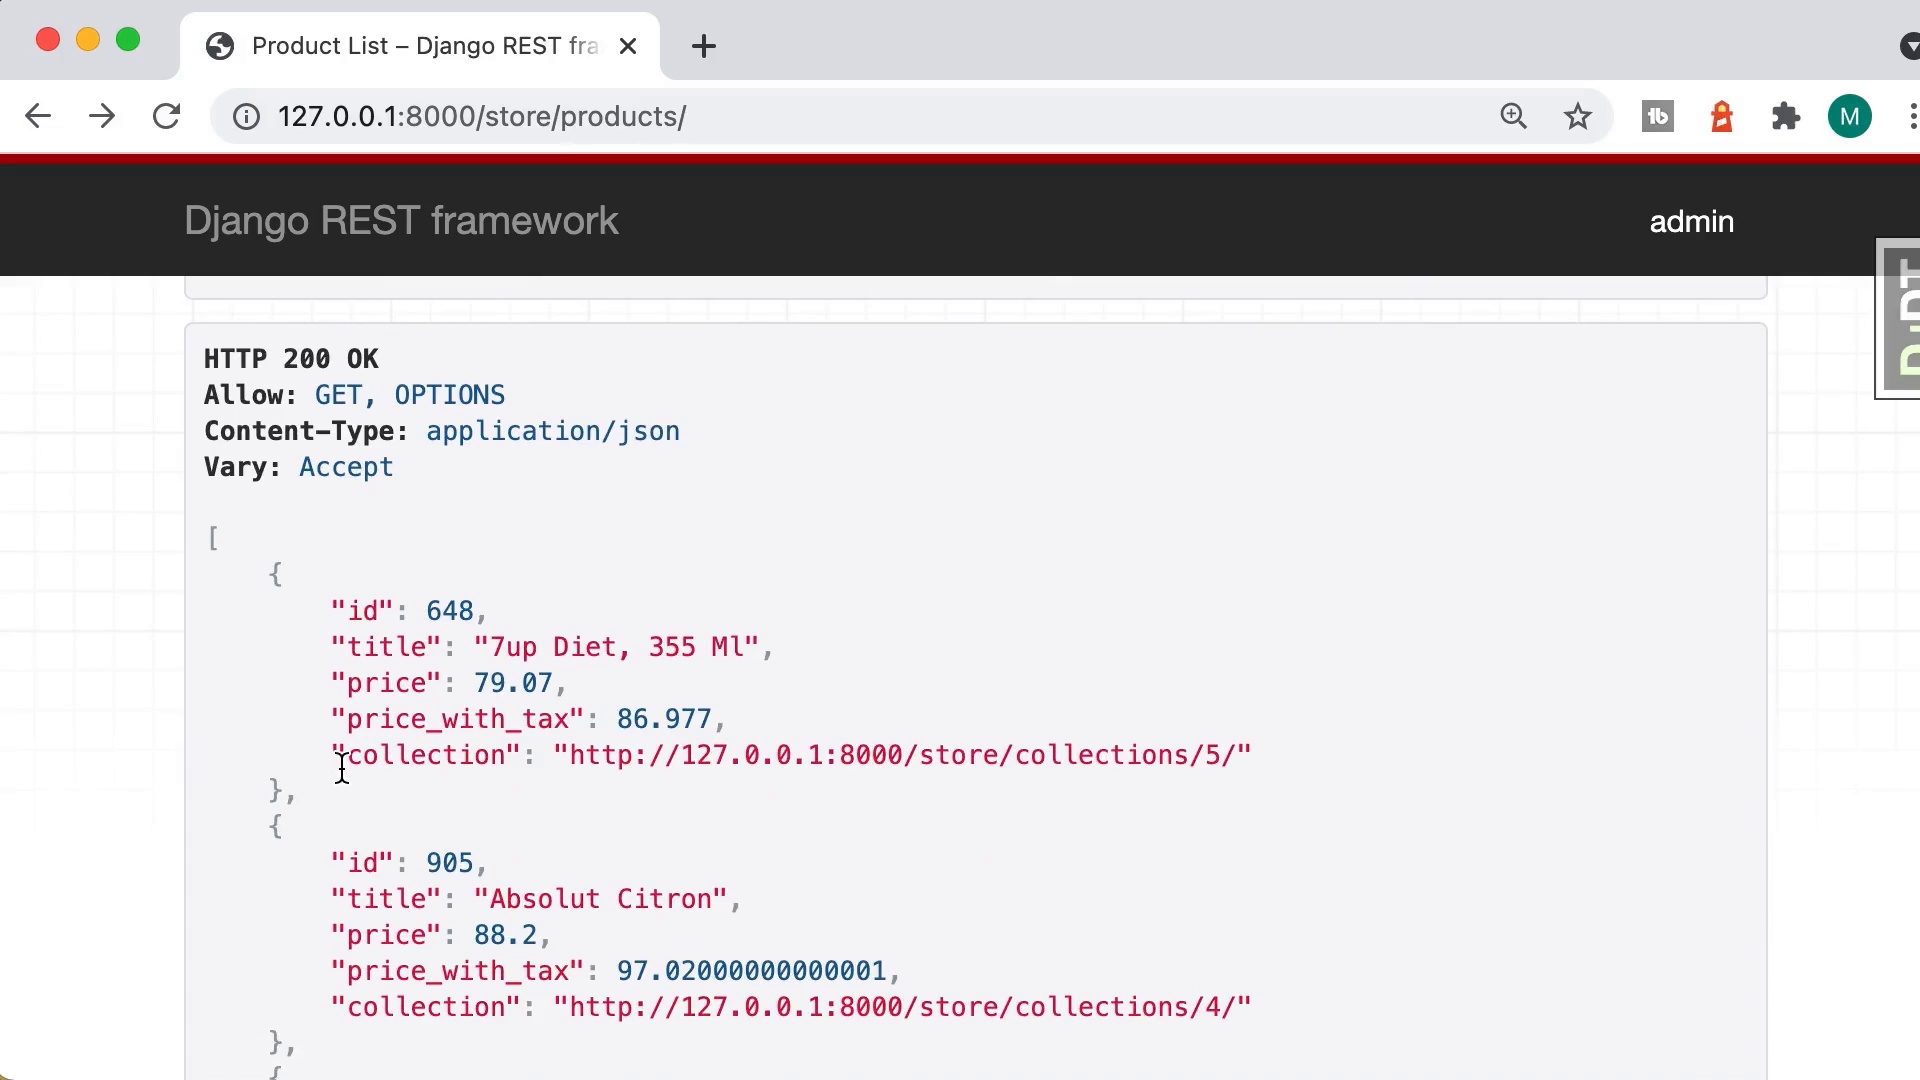 Product List – Django REST fra
127.0.0.1:8000/store/products/
M
Django REST framework
admin
DjDT
HTTP 200 OK
Allow: GET, OPTIONS
Content-Type: application/json
Vary: Accept
[
{
"id": 648,
"title": "7up Diet, 355 Ml",
"price": 79.07,
"price_with_tax": 86.977,
"collection": "http://127.0.0.1:8000/store/collections/5/"
},
{
"id": 905,
"title": "Absolut Citron",
"price": 88.2,
"price_with_tax": 97.02000000000001,
"collection": "http://127.0.0.1:8000/store/collections/4/"
},
{